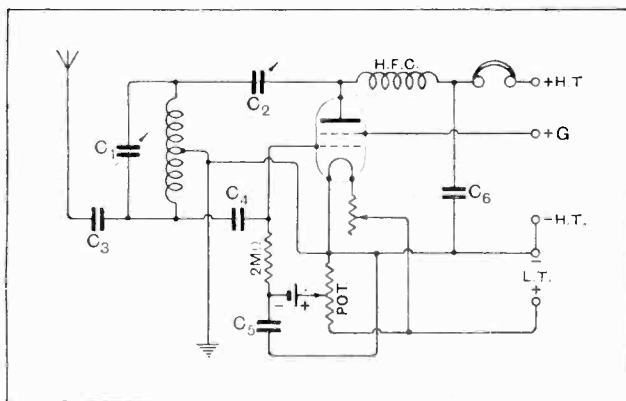 H.F.C.
+H.T
C2
+G
C1
C4
C6
C3
2MΩ
-H.T.
-
L.T.
+
- +
POT.
C5